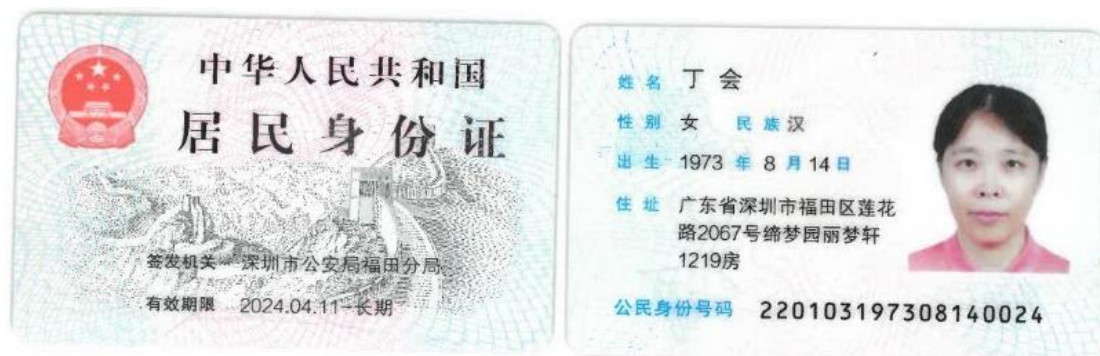 中华人民共和国
居民身份证
签发机关 深圳市公安局福田分局
有效期限 2024.04.11-长期
姓名 丁会
性别 女 民族 汉
出生 1973 年 8 月 14 日
住址 广东省深圳市福田区莲花
路2067号缔梦园丽梦轩
1219房
公民身份号码 220103197308140024